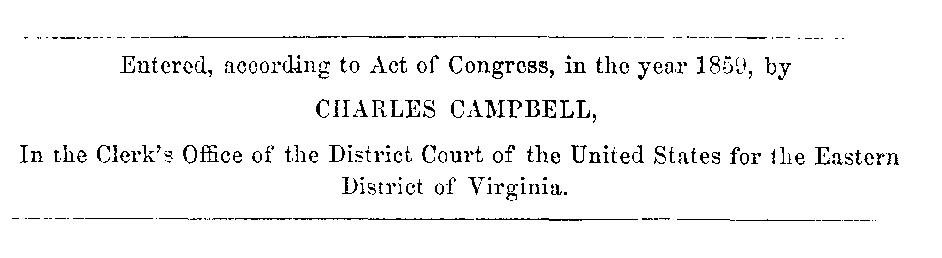 Entered, according to Act of Congress, in the year 1859, by
CHARLES CAMPBELL,
In the Clerk's Office of the District Court of the United States for the Eastern
District of Virginia.